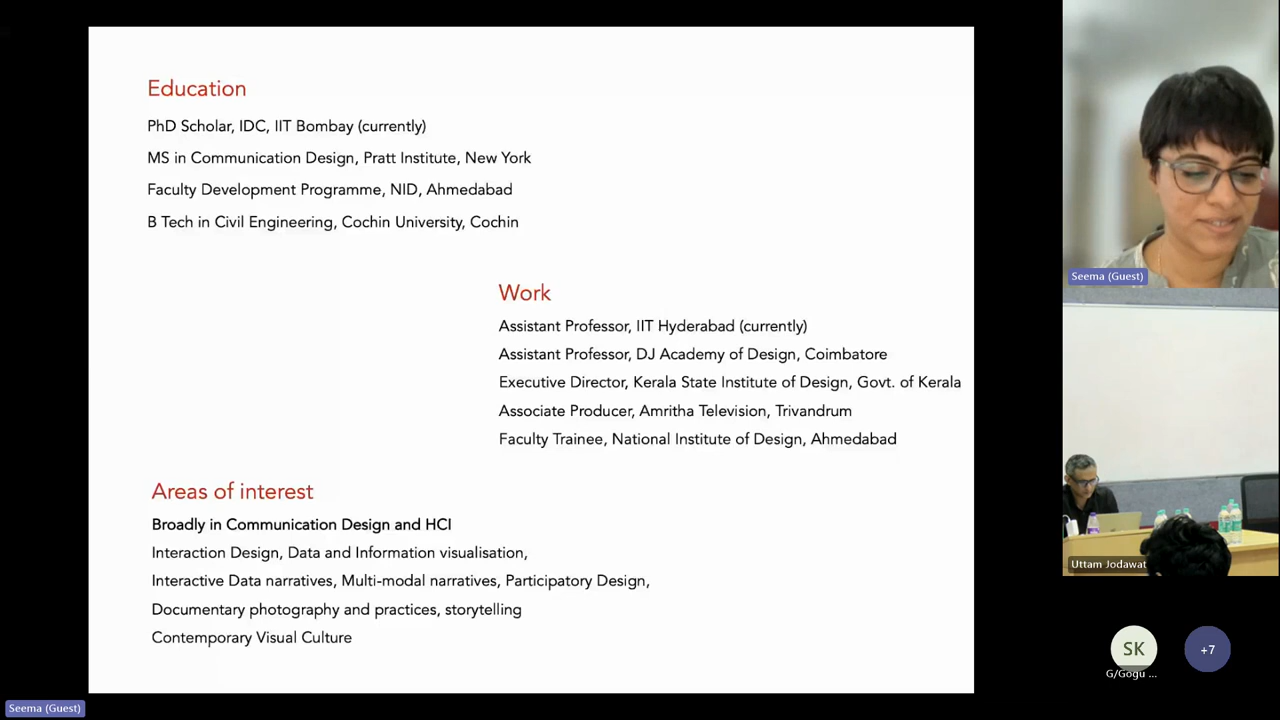 Education
PhD Scholar, IDC, IIT Bombay (currently)
MS in Communication Design, Pratt Institute, New York
Faculty Development Programme, NID, Ahmedabad
B Tech in Civil Engineering, Cochin University, Cochin
Work
Assistant Professor, IIT Hyderabad (currently)
Assistant Professor, DJ Academy of Design, Coimbatore
Executive Director, Kerala State Institute of Design, Govt. of Kerala
Associate Producer, Amritha Television, Trivandrum
Faculty Trainee, National Institute of Design, Ahmedabad
Areas of interest
Broadly in Communication Design and HCI
Interaction Design, Data and Information visualisation,
Interactive Data narratives, Multi-modal narratives, Participatory Design,
Documentary photography and practices, storytelling
Contemporary Visual Culture
Seema (Guest)
Uttam Jodawat
SK
+7
G/Gogu ...
Seema (Guest)